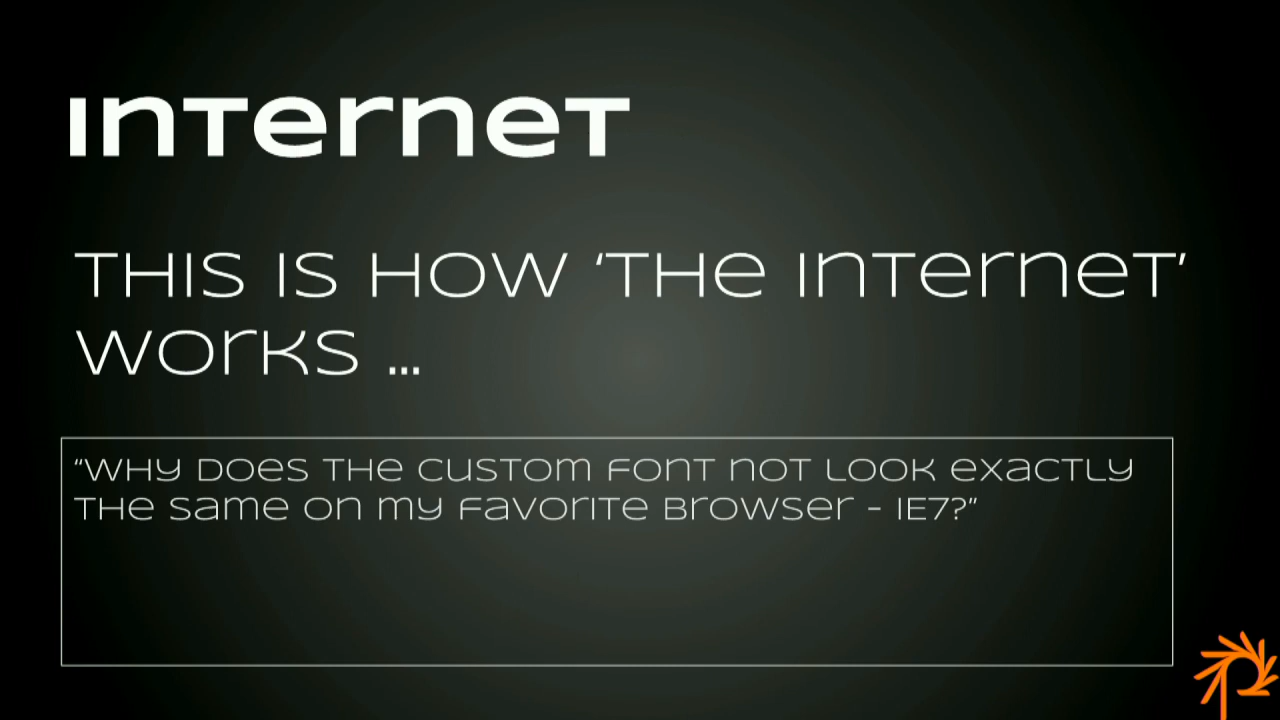 Internet
This is how ‘the Internet’
works ...
“Why does the custom font not look exactly
the same on my favorite browser - IE7?”